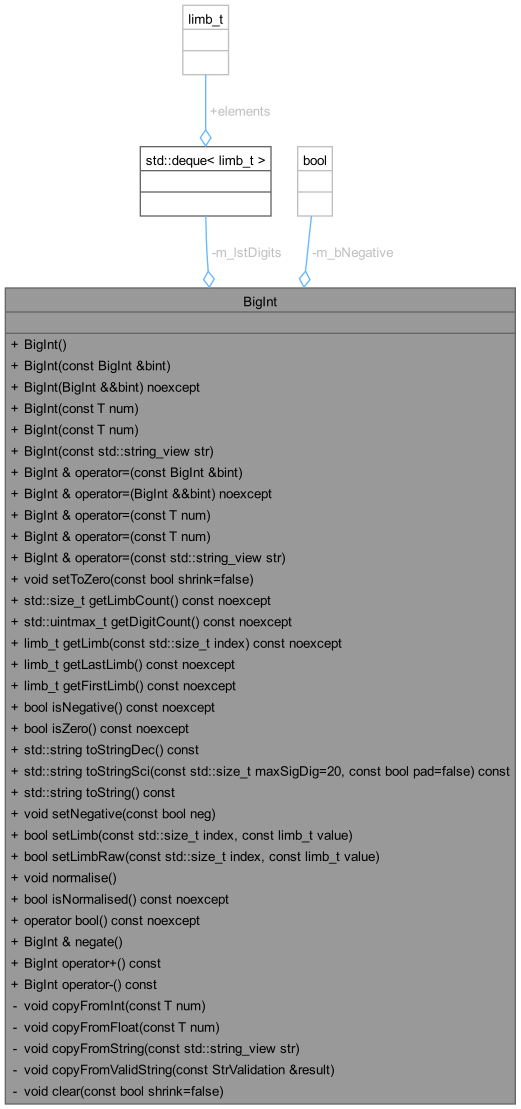 limb_t
+elements
std::deque< limb_t >
bool
-m_lstDigits
-m_bNegative
BigInt
+ BigInt()
+ BigInt(const BigInt &bint)
+ BigInt(BigInt &&bint) noexcept
+ BigInt(const T num)
+ BigInt(const T num)
+ BigInt(const std::string_view str)
+ BigInt & operator=(const BigInt &bint)
+ BigInt & operator=(BigInt &&bint) noexcept
+ BigInt & operator=(const T num)
+ BigInt & operator=(const T num)
+ BigInt & operator=(const std::string_view str)
+ void setToZero(const bool shrink=false)
+ std::size_t getLimbCount() const noexcept
+ std::uintmax_t getDigitCount() const noexcept
+ limb_t getLimb(const std::size_t index) const noexcept
+ limb_t getLastLimb() const noexcept
+ limb_t getFirstLimb() const noexcept
+ bool isNegative() const noexcept
+ bool isZero() const noexcept
+ std::string toStringDec() const
+ std::string toStringSci(const std::size_t maxSigDig=20, const bool pad=false) const
+ std::string toString() const
+ void setNegative(const bool neg)
+ bool setLimb(const std::size_t index, const limb_t value)
+ bool setLimbRaw(const std::size_t index, const limb_t value)
+ void normalise()
+ bool isNormalised() const noexcept
+ operator bool() const noexcept
+ BigInt & negate()
+ BigInt operator+() const
+ BigInt operator-() const
- void copyFromInt(const T num)
- void copyFromFloat(const T num)
- void copyFromString(const std::string_view str)
- void copyFromValidString(const StrValidation &result)
- void clear(const bool shrink=false)